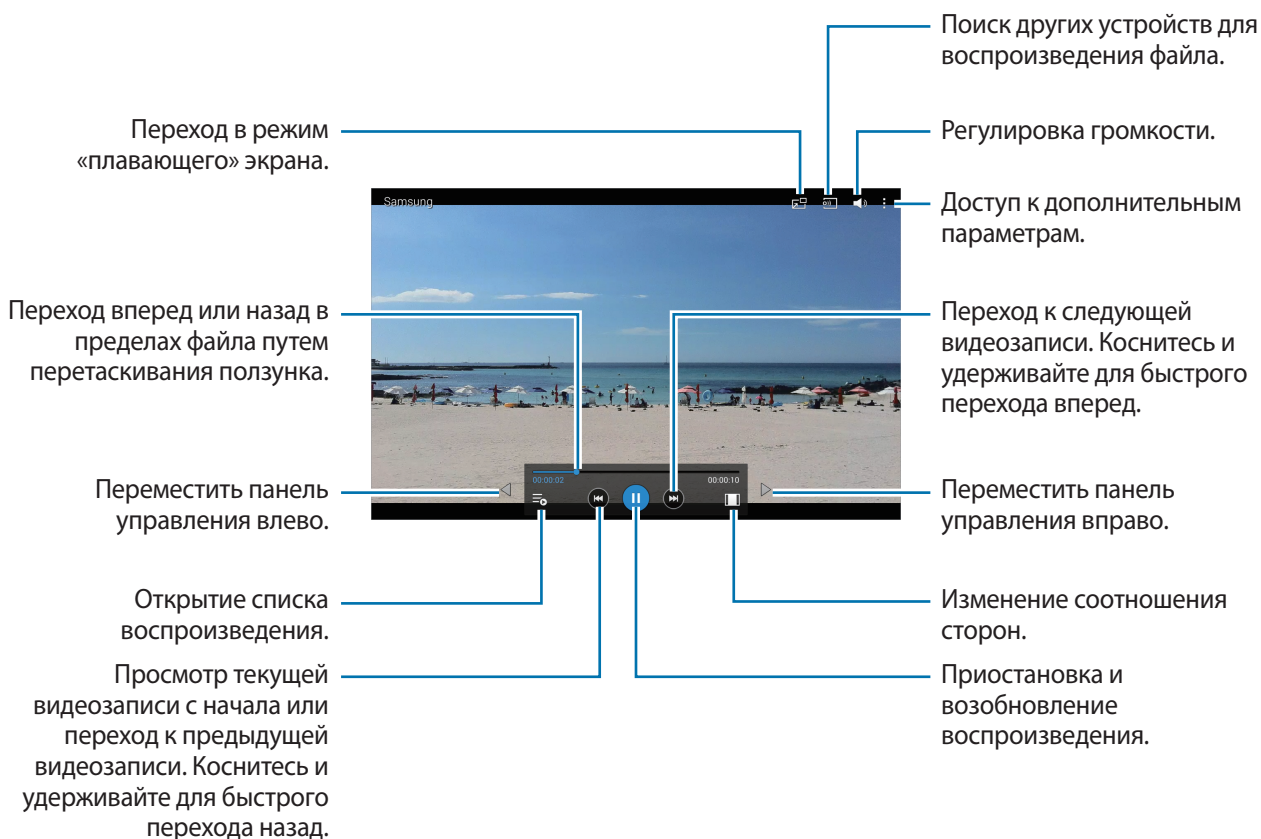 Поиск других устройств для
воспроизведения файла.
Переход в режим
«плавающего» экрана.
Регулировка громкости.
Samsung
Доступ к дополнительным
параметрам.
Переход вперед или назад в
пределах файла путем
перетаскивания ползунка.
Переход к следующей
видеозаписи. Коснитесь и
удерживайте для быстрого
перехода вперед.
00:00:02
00:00:10
Переместить панель
управления влево.
Переместить панель
управления вправо.
Открытие списка
воспроизведения.
Изменение соотношения
сторон.
Просмотр текущей
видеозаписи с начала или
переход к предыдущей
видеозаписи. Коснитесь и
удерживайте для быстрого
перехода назад.
Приостановка и
возобновление
воспроизведения.